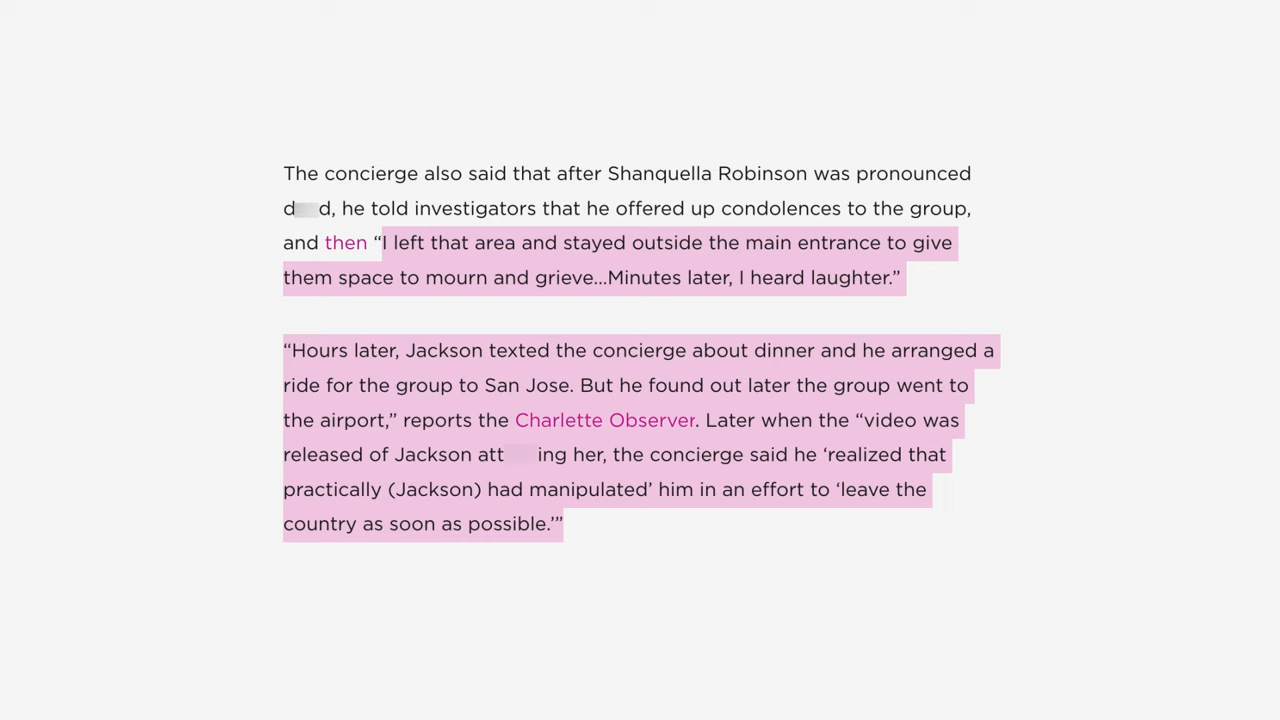 The concierge also said that after Shanquella Robinson was pronounced
d d, he told investigators that he offered up condolences to the group,
and then “I left that area and stayed outside the main entrance to give
them space to mourn and grieve...Minutes later, I heard laughter.”
“Hours later, Jackson texted the concierge about dinner and he arranged a
ride for the group to San Jose. But he found out later the group went to
the airport,” reports the Charlette Observer. Later when the “video was
released of Jackson att ing her, the concierge said he ‘realized that
practically (Jackson) had manipulated’ him in an effort to ‘leave the
country as soon as possible.’”